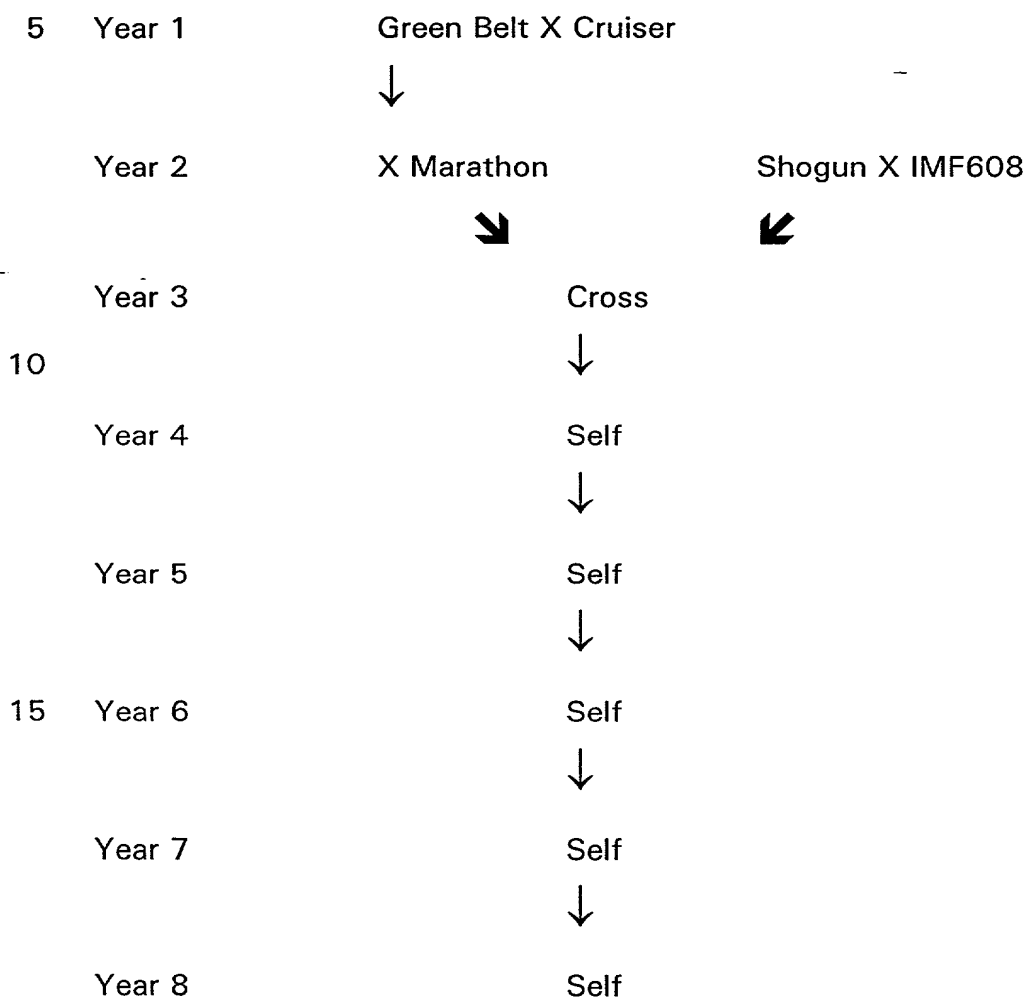 5 Year 1 Green Belt X Cruiser
↓
Year 2 X Marathon Shogun X IMF608
Year 3 Cross
10 ↓
Year 4 Self
↓
Year 5 Self
↓
15 Year 6 Self
↓
Year 7 Self
↓
Year 8 Self